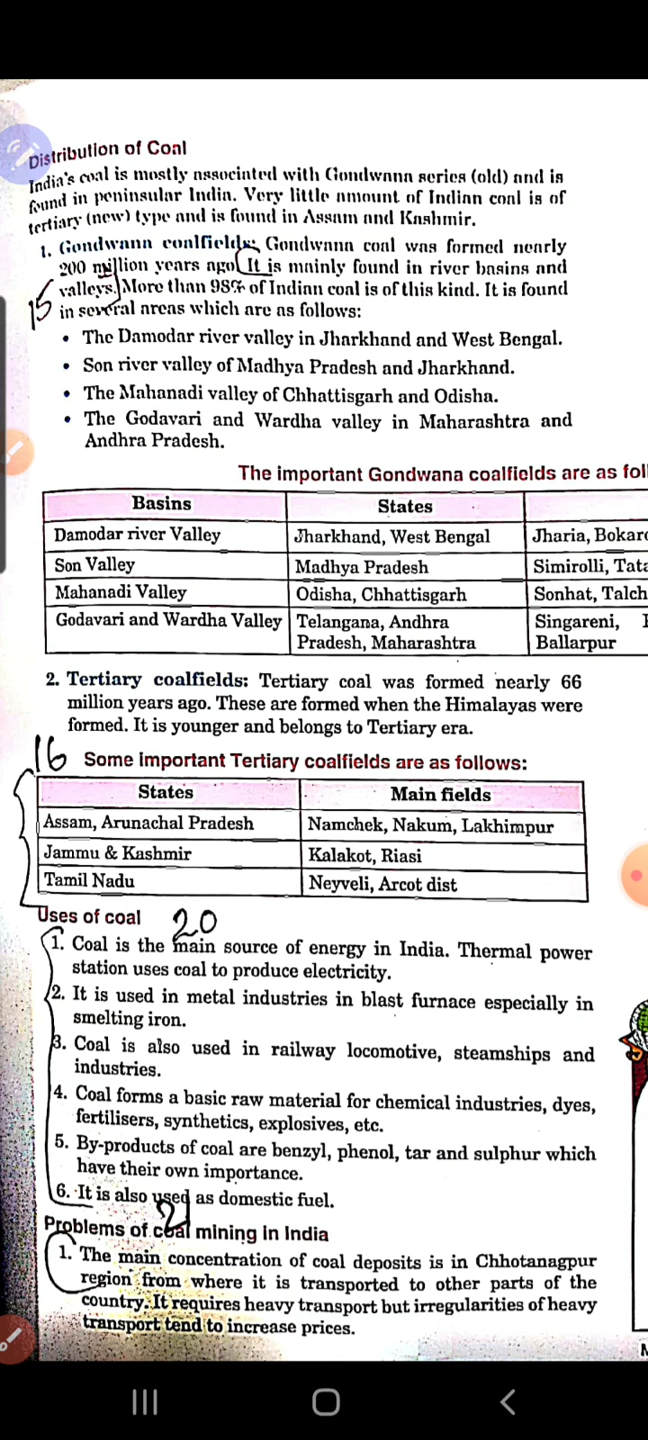 Distribution of Coal
India's coal is mostly associated with Gondwana series (old) and is
found in peninsular India. Very little amount of Indian coal is of
tertiary (new) type and is found in Assam and Kashmir.
1. Gondwana coalfields: Gondwana coal was formed nearly
200 million years ago. It is mainly found in river basins and
valleys. More than 98% of Indian coal is of this kind. It is found
15
in several areas which are as follows:
• The Damodar river valley in Jharkhand and West Bengal.
• Son river valley of Madhya Pradesh and Jharkhand.
• The Mahanadi valley of Chhattisgarh and Odisha.
• The Godavari and Wardha valley in Maharashtra and
Andhra Pradesh.
The important Gondwana coalfields are as fol
Basins States
Damodar river Valley Jharkhand, West Bengal Jharia, Bokaro
Son Valley Madhya Pradesh Simirolli, Tata
Mahanadi Valley Odisha, Chhattisgarh Sonhat, Talch
Godavari and Wardha Valley Telangana, Andhra Singareni,
Pradesh, Maharashtra Ballarpur
2. Tertiary coalfields: Tertiary coal was formed nearly 66
million years ago. These are formed when the Himalayas were
formed. It is younger and belongs to Tertiary era.
16 Some important Tertiary coalfields are as follows:
States Main fields
Assam, Arunachal Pradesh Namchek, Nakum, Lakhimpur
Jammu & Kashmir Kalakot, Riasi
Tamil Nadu Neyveli, Arcot dist
Uses of coal 20
1. Coal is the main source of energy in India. Thermal power
station uses coal to produce electricity.
2. It is used in metal industries in blast furnace especially in
smelting iron.
3. Coal is also used in railway locomotive, steamships and
industries.
4. Coal forms a basic raw material for chemical industries, dyes,
fertilisers, synthetics, explosives, etc.
5. By-products of coal are benzyl, phenol, tar and sulphur which
have their own importance.
6. It is also used as domestic fuel.
21
Problems of coal mining in India
1. The main concentration of coal deposits is in Chhotanagpur
region from where it is transported to other parts of the
country. It requires heavy transport but irregularities of heavy
transport tend to increase prices.